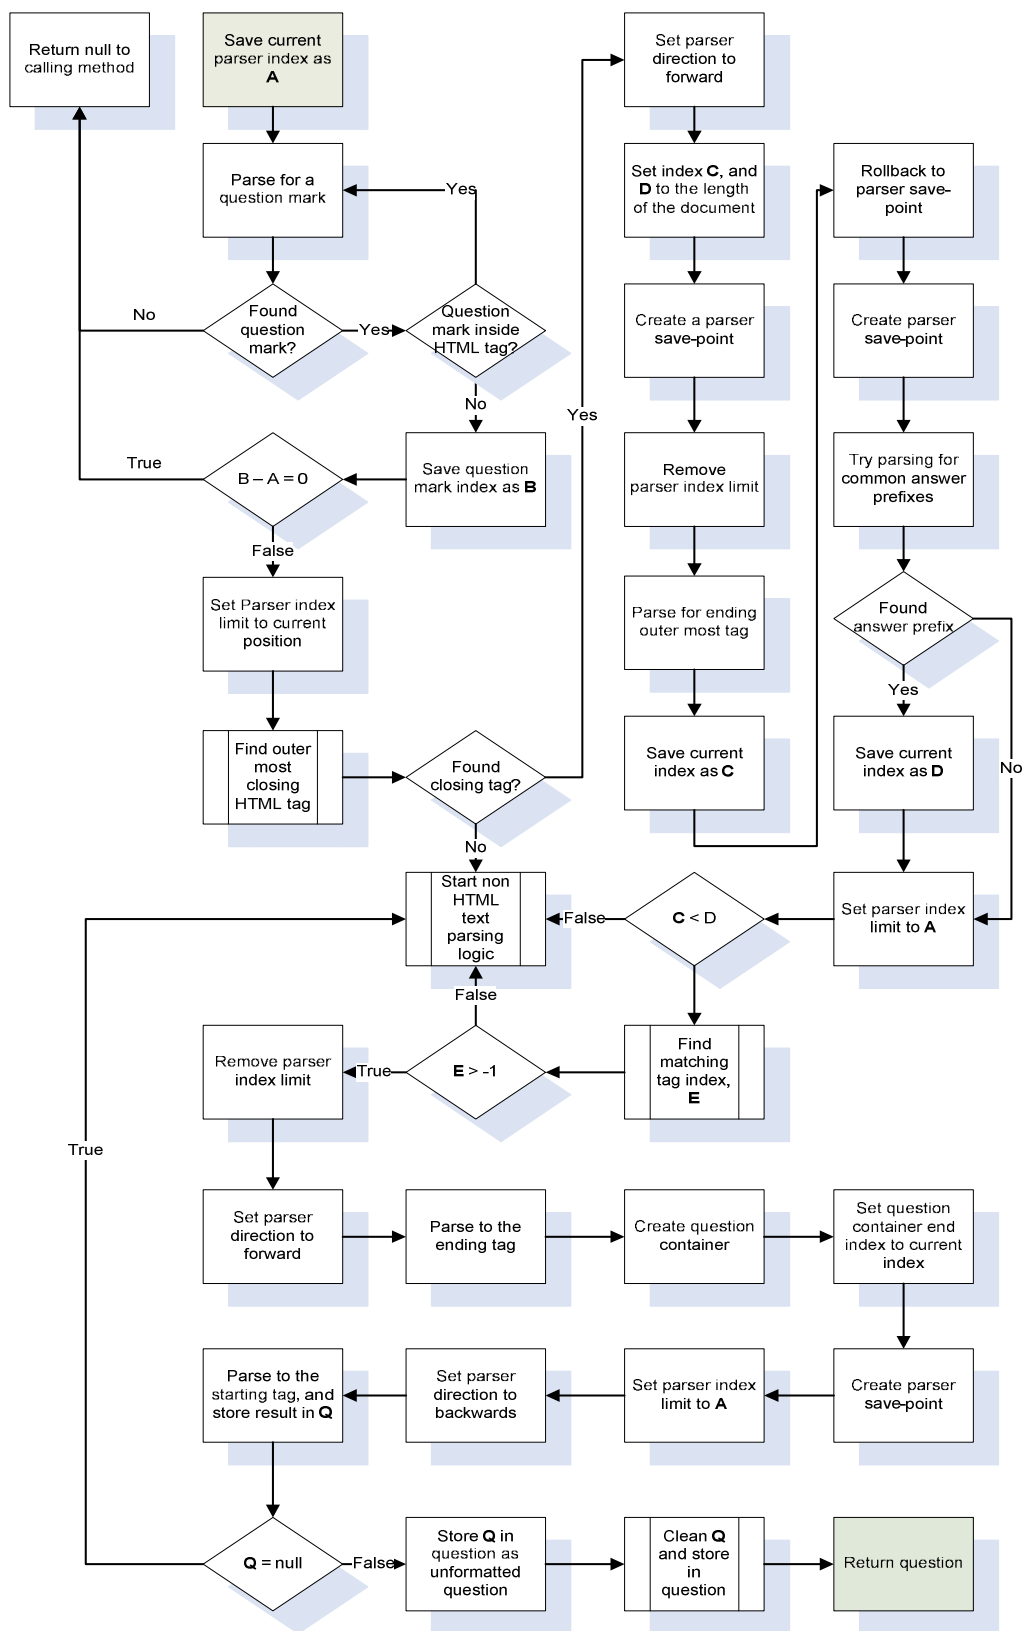 Return null to
calling method
Save current
parser index as
A
Parse for a
question mark
Yes
Found
question
mark?
No
Yes
Question
mark inside
HTML tag?
No
Save question
mark index as B
B – A = 0
True
False
Set Parser index
limit to current
position
Find outer
most
closing
HTML tag
Found
closing tag?
Yes
No
Set parser
direction to
forward
Set index C, and
D to the length
of the document
Create a parser
save-point
Remove
parser index limit
Parse for ending
outer most tag
Save current
index as C
Rollback to
parser save-
point
Create parser
save-point
Try parsing for
common answer
prefixes
Found
answer prefix
Yes
No
Save current
index as D
Set parser index
limit to A
C < D
False
Start non
HTML
text
parsing
logic
False
Find
matching
tag index,
E
E > -1
True
Remove parser
index limit
True
Set parser
direction to
forward
Parse to the
ending tag
Create question
container
Set question
container end
index to current
index
Create parser
save-point
Set parser index
limit to A
Set parser
direction to
backwards
Parse to the
starting tag, and
store result in Q
Q = null
False
Store Q in
question as
unformatted
question
Clean Q
and store
in
question
Return question